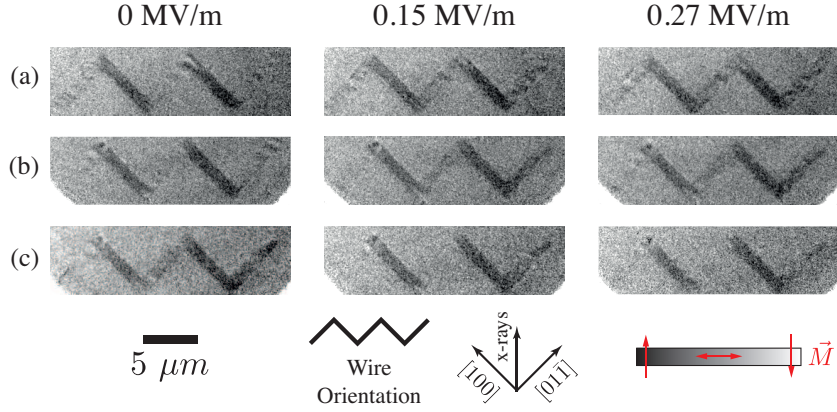 0 MV/m 0.15 MV/m 0.27 MV/m
(a)
(b)
(c)
5 μm
Wire
Orientation
x-rays
[100]
[011̄]
M⃗